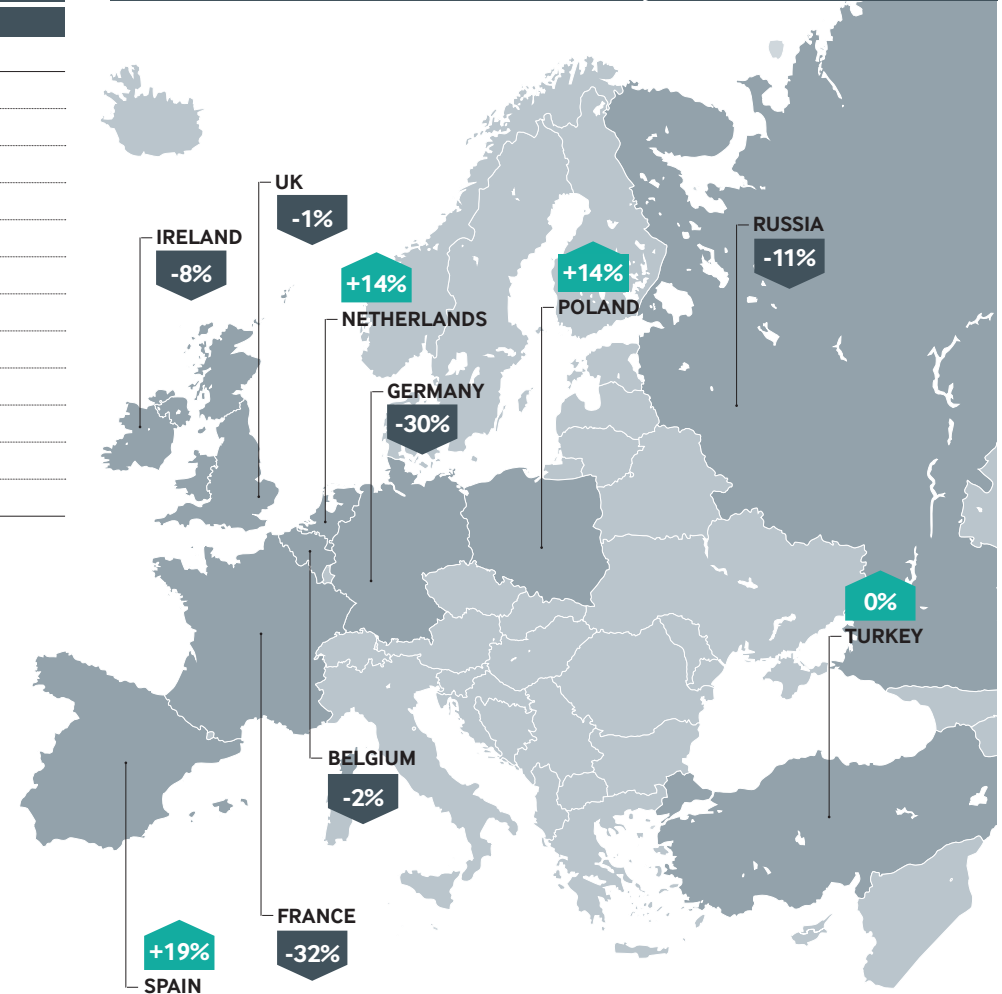 UK
-1%
IRELAND
-8%
RUSSIA
-11%
+14%
NETHERLANDS
+14%
POLAND
GERMANY
-30%
0%
TURKEY
BELGIUM
-2%
FRANCE
-32%
+19%
SPAIN